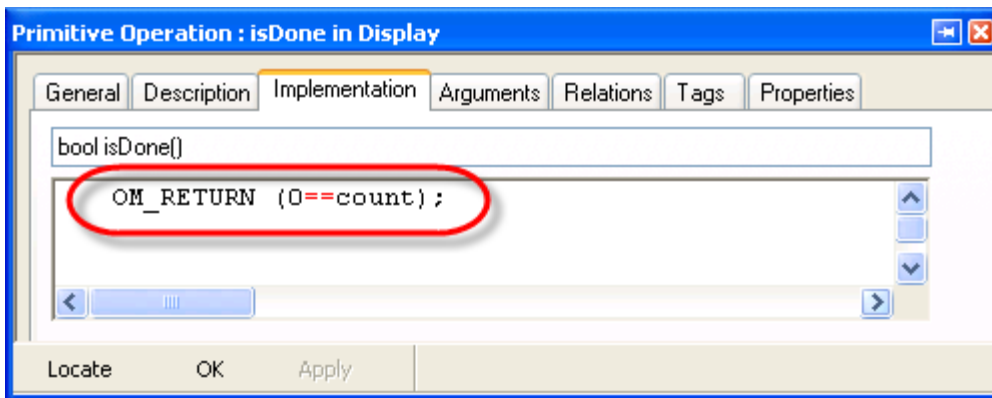 Primitive Operation : isDone in Display
General Description Implementation Arguments Relations Tags Properties
bool isDone()
OM_RETURN (0==count);
Locate OK Apply